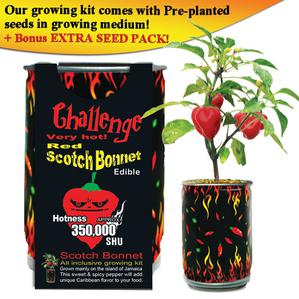 Our growing kit comes with Pre-planted
seeds in growing medium!
+ Bonus EXTRA SEED PACK!
Challenge
Very hot!
Red
Scotch Bonnet
Edible
Hotness
350,000
SHU
Scotch Bonnet
All inclusive growing kit
Grown mainly on the island of Jamaica
This sweet & spicy pepper will add
unique Caribbean flavor to your food.